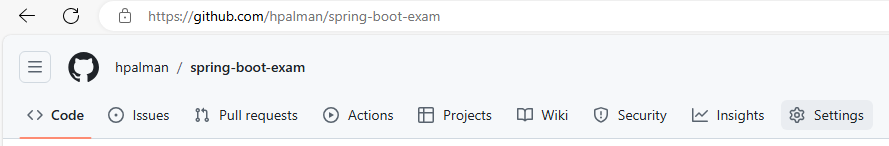 https://github.com/hpalman/spring-boot-exam
hpalman / spring-boot-exam
Code Issues Pull requests Actions Projects Wiki Security Insights Settings